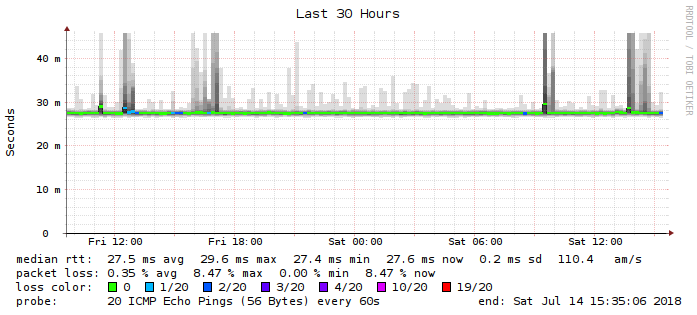 Last 30 Hours
RRDTOOL / TOBI OETIKER
Seconds
40 m
30 m
20 m
10 m
0
Fri 12:00 Fri 18:00 Sat 00:00 Sat 06:00 Sat 12:00
median rtt: 27.5 ms avg 29.6 ms max 27.4 ms min 27.6 ms now 0.2 ms sd 110.4 am/s
packet loss: 0.35 % avg 8.47 % max 0.00 % min 8.47 % now
loss color: 0 1/20 2/20 3/20 4/20 10/20 19/20
probe: 20 ICMP Echo Pings (56 Bytes) every 60s end: Sat Jul 14 15:35:06 2018